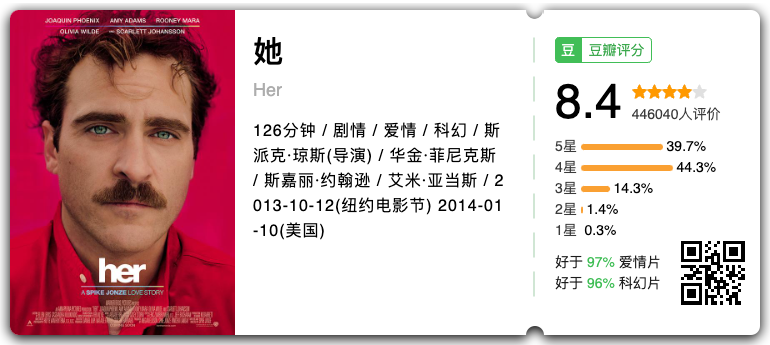 JOAQUIN PHOENIX AMY ADAMS ROONEY MARA
OLIVIA WILDE AND SCARLETT JOHANSSON
her
A SPIKE JONZE LOVE STORY
她
Her
126分钟 / 剧情 / 爱情 / 科幻 / 斯
派克·琼斯(导演) / 华金·菲尼克斯
/ 斯嘉丽·约翰逊 / 艾米·亚当斯 / 2
013-10-12(纽约电影节) 2014-01
-10(美国)
豆 豆瓣评分
8.4
446040人评价
5星 39.7%
4星 44.3%
3星 14.3%
2星 1.4%
1星 0.3%
好于 97% 爱情片
好于 96% 科幻片